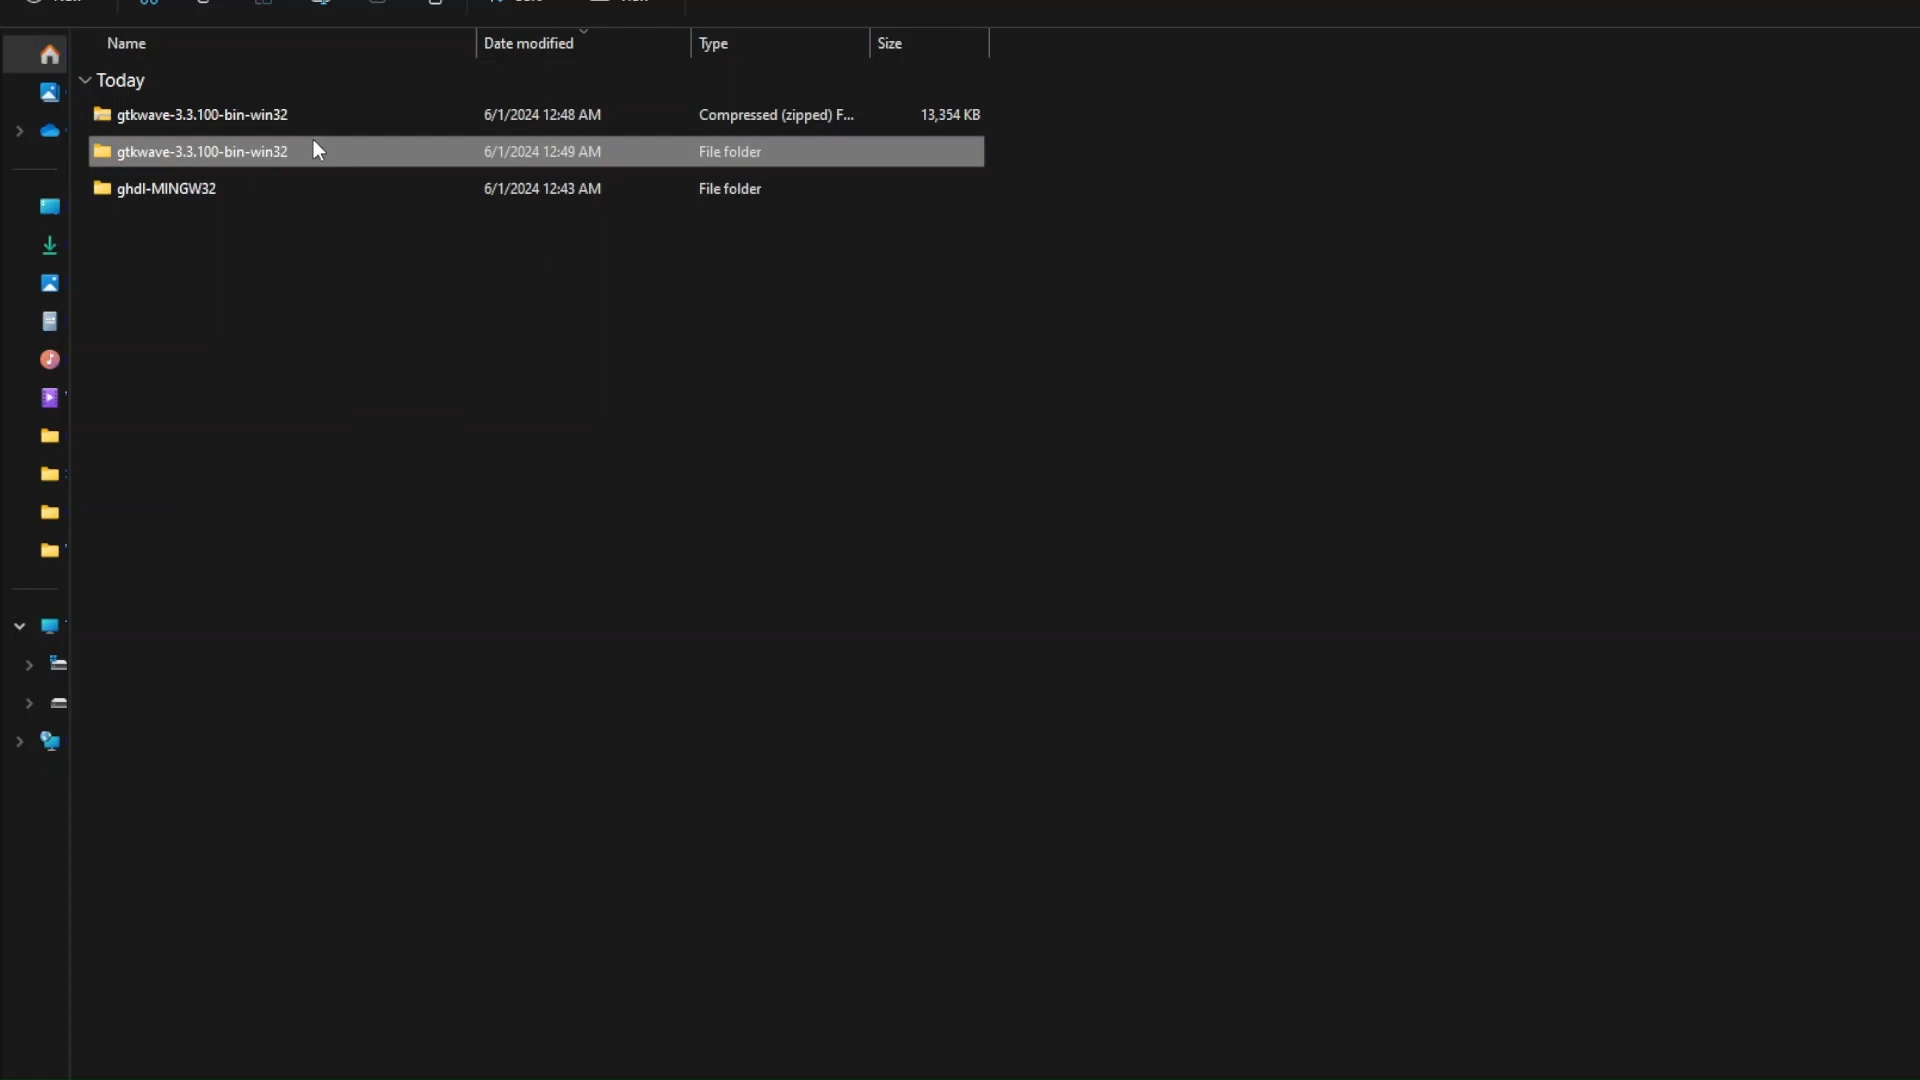 Name Date modified Type Size
Today
gtkwave-3.3.100-bin-win32 6/1/2024 12:48 AM Compressed (zipped) F... 13,354 KB
gtkwave-3.3.100-bin-win32 6/1/2024 12:49 AM File folder
ghdl-MINGW32 6/1/2024 12:43 AM File folder